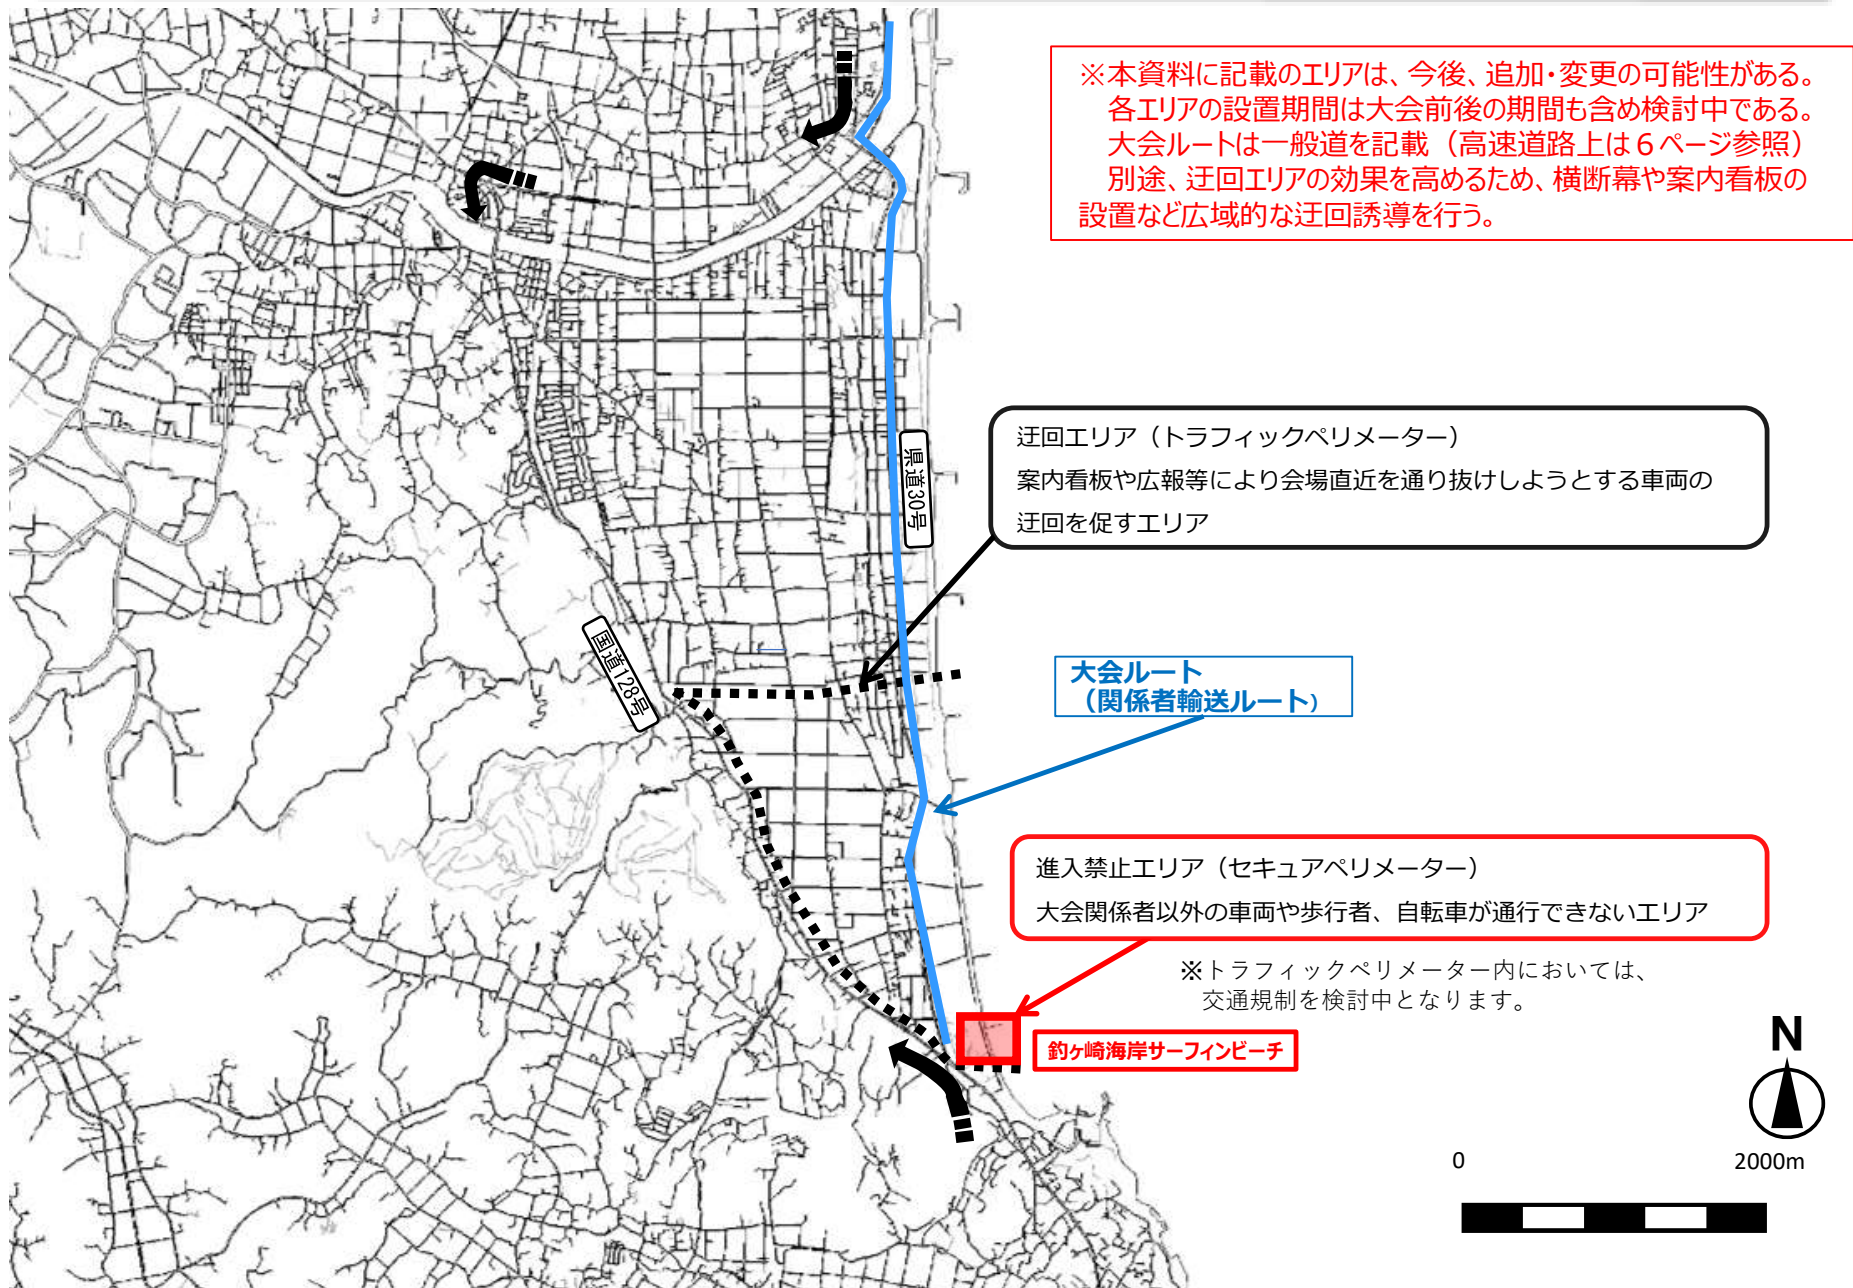 ※本資料に記載のエリアは、今後、追加・変更の可能性がある。
各エリアの設置期間は大会前後の期間も含め検討中である。
大会ルートは一般道を記載（高速道路上は６ページ参照）
別途、迂回エリアの効果を高めるため、横断幕や案内看板の
設置など広域的な迂回誘導を行う。
迂回エリア（トラフィックペリメーター）
案内看板や広報等により会場直近を通り抜けしようとする車両の
迂回を促すエリア
県道30号
国道128号
大会ルート
（関係者輸送ルート）
進入禁止エリア（セキュアペリメーター）
大会関係者以外の車両や歩行者、自転車が通行できないエリア
※トラフィックペリメーター内においては、
交通規制を検討中となります。
釣ヶ崎海岸サーフィンビーチ
N
0
2000m